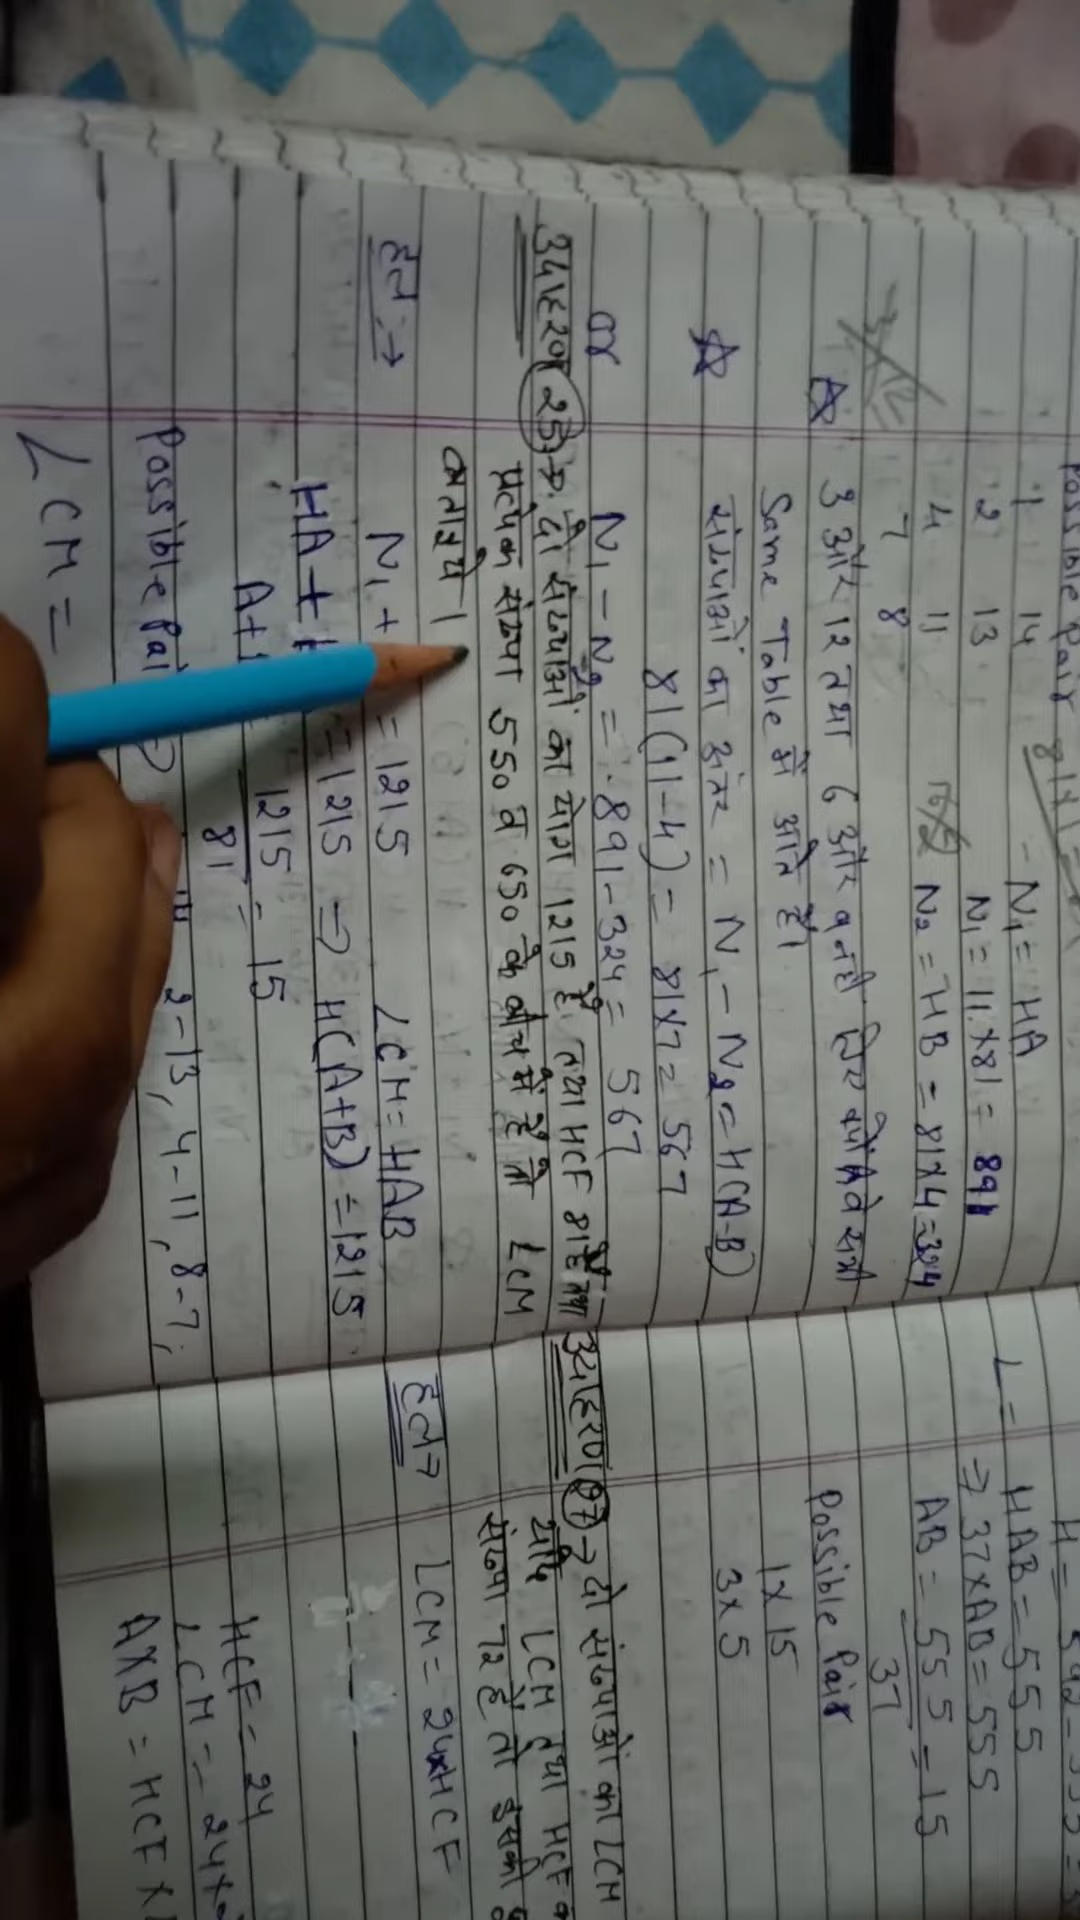 Possible Pair
1 14 N₁ = HA
2 13 N₁ = 11 × 81 = 891
4 11 N₂ = HB = 81×4 = 324
7 8
3 और 12 तथा 6 और 9 नहीं लिए क्योंकि ये सभी
Same Table में आते हैं।
संख्याओं का अंतर = N₁ - N₂ = H(A-B)
81(11-4) = 81×7 = 567
or N₁ - N₂ = 891 - 324 = 567
उदाहरण 25 → दो संख्याओं का योग 1215 है तथा HCF 81 है तथा
प्रत्येक संख्या 550 व 650 के बीच में है तो LCM
बताइये।
हल :→ N₁ + = 1215 LCM = HAB
HA + = 1215 → H(A+B) = 1215
A+ 1215
81 = 15
Possible Pai 2-13, 4-11, 8-7;
LCM =
L = HAB = 555
⇒ 37×AB = 555
AB = 555
37 = 15
Possible Pair
1×15
3×5
उदाहरण 27 → दो संख्याओं का LCM
यदि LCM तथा HCF
संख्या 72 है तो इसकी
हल → LCM = 24×HCF
HCF = 24
LCM = 24×
A×B = HCF ×